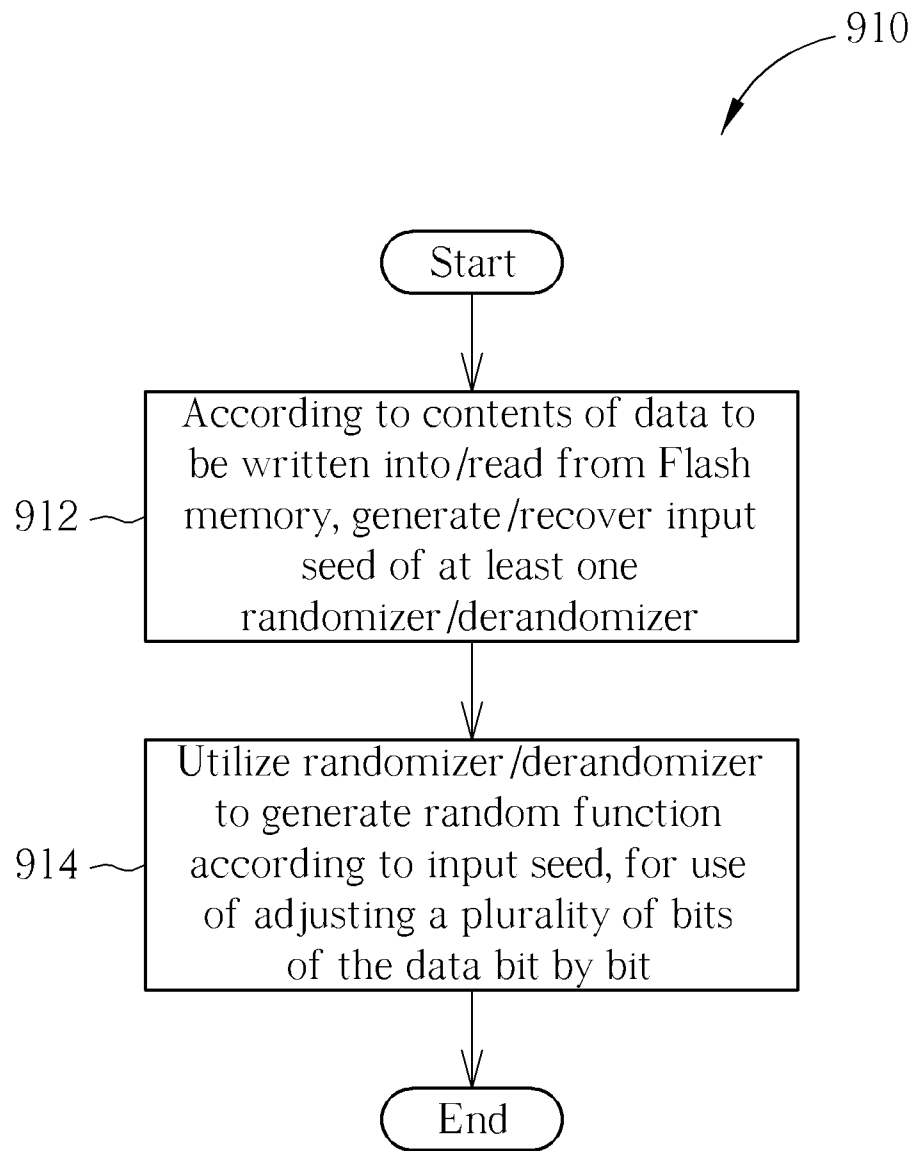 910
Start
According to contents of data to
be written into/read from Flash
912
memory, generate/recover input
seed of at least one
randomizer/derandomizer
Utilize randomizer/derandomizer
to generate random function
914
according to input seed, for use
of adjusting a plurality of bits
of the data bit by bit
End